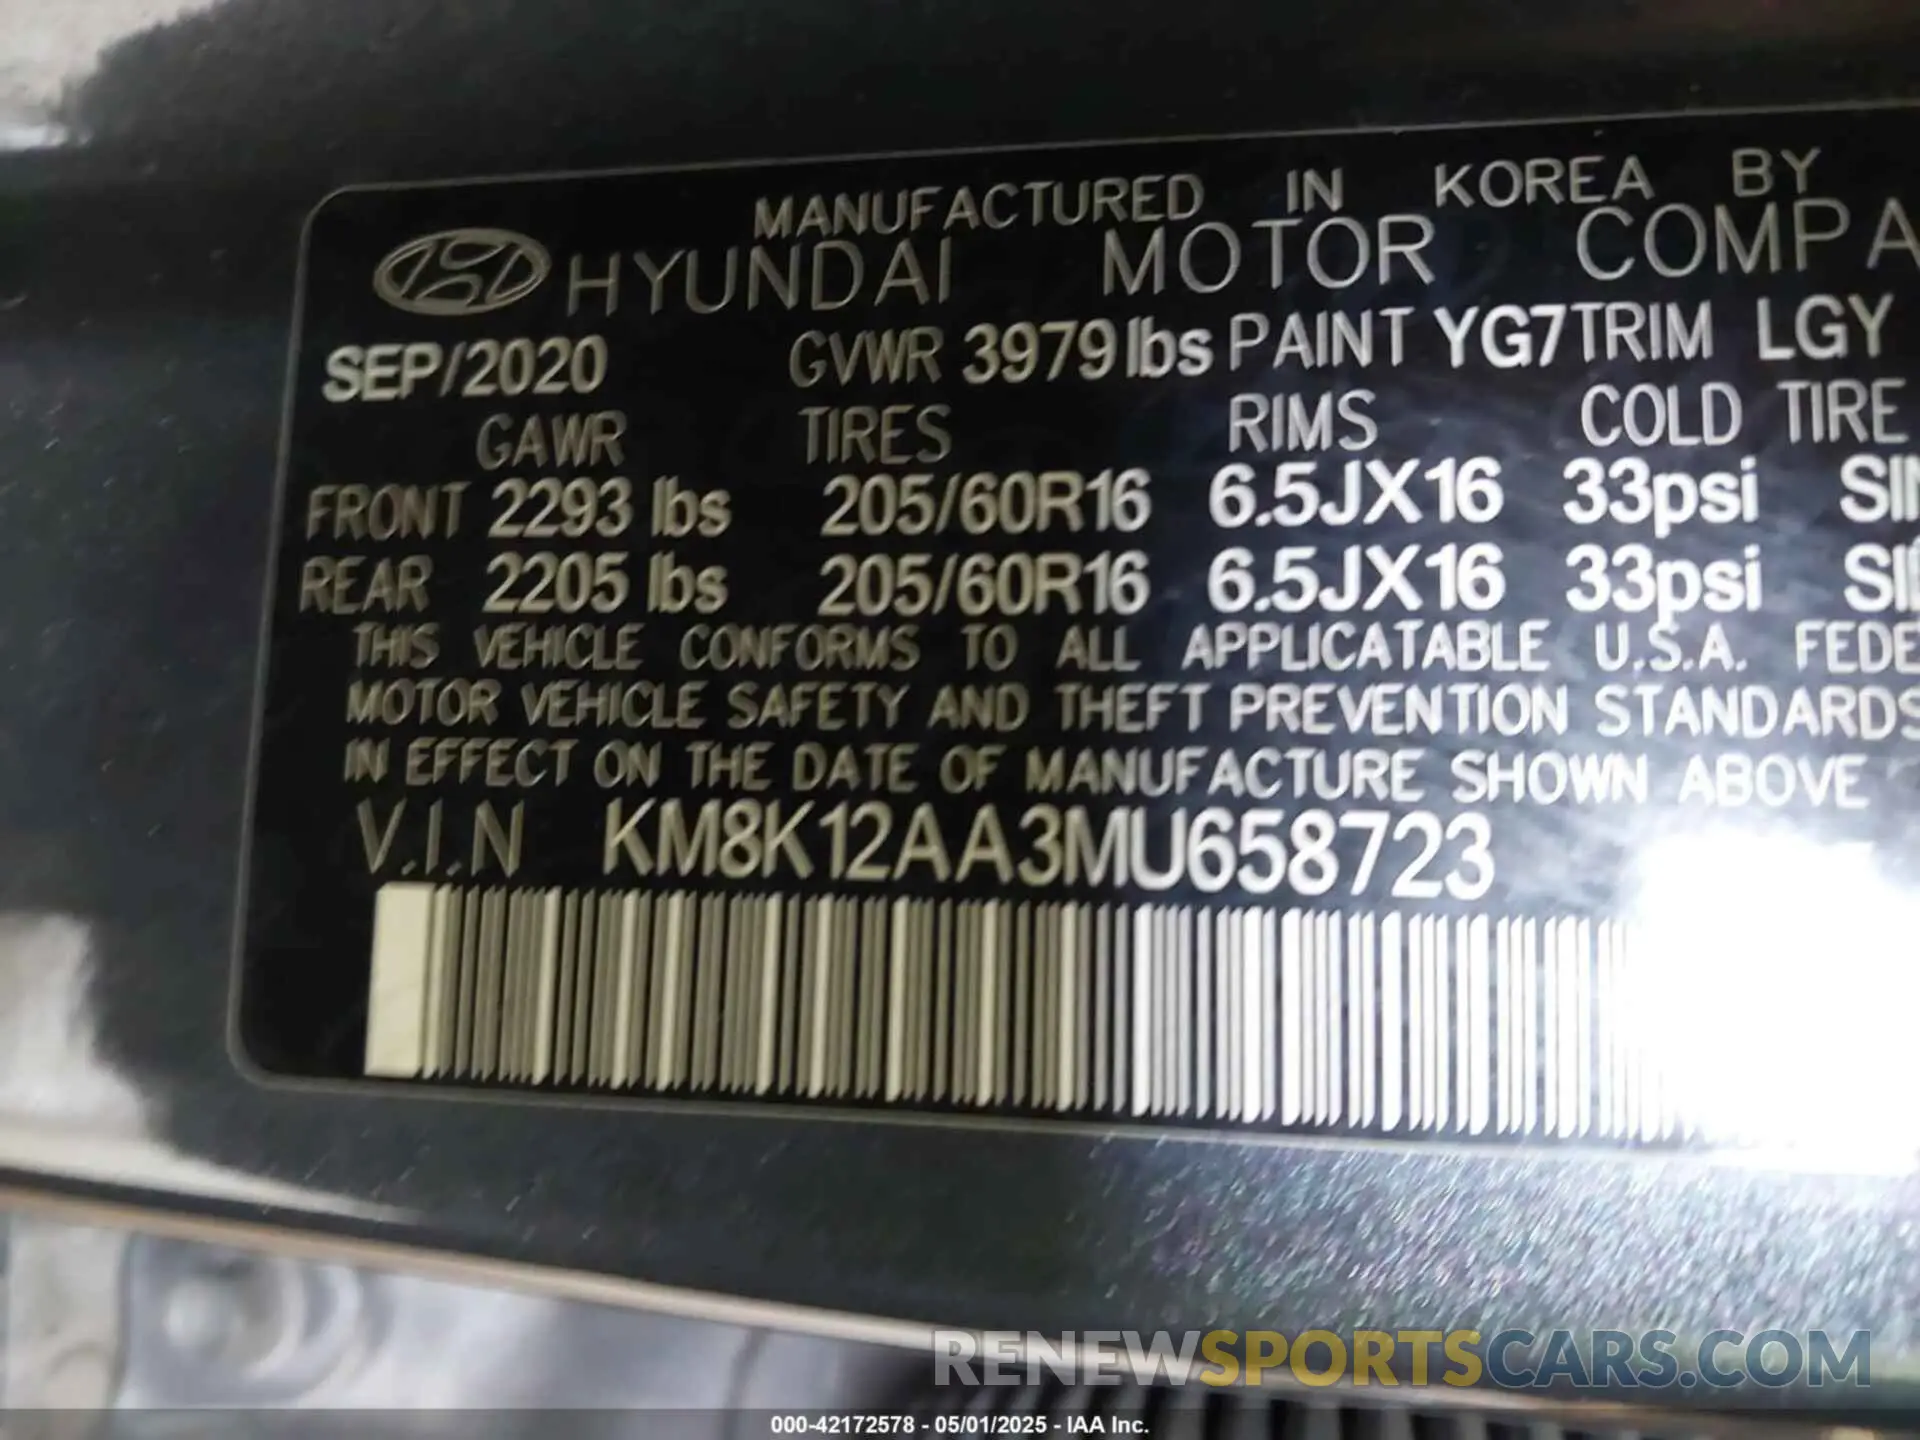 MANUFACTURED IN KOREA BY
HYUNDAI MOTOR COMPA
SEP/2020 GVWR 3979 lbs PAINT YG7 TRIM LGY
GAWR TIRES RIMS COLD TIRE
FRONT 2293 lbs 205/60R16 6.5JX16 33psi
REAR 2205 lbs 205/60R16 6.5JX16 33psi
THIS VEHICLE CONFORMS TO ALL APPLICATABLE U.S.A. FEDE
MOTOR VEHICLE SAFETY AND THEFT PREVENTION STANDARDS
IN EFFECT ON THE DATE OF MANUFACTURE SHOWN ABOVE
V.I.N KM8K12AA3MU658723
RENEWSPORTSCARS.COM
000-42172578 - 05/01/2025 - IAA Inc.